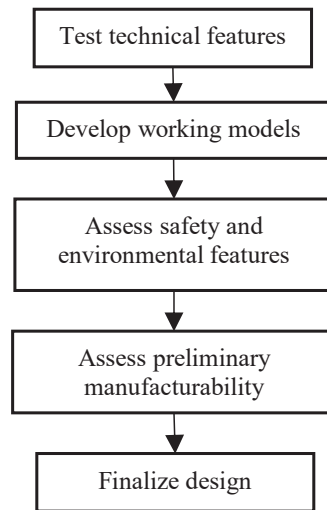 Test technical features
Develop working models
Assess safety and
environmental features
Assess preliminary
manufacturability
Finalize design